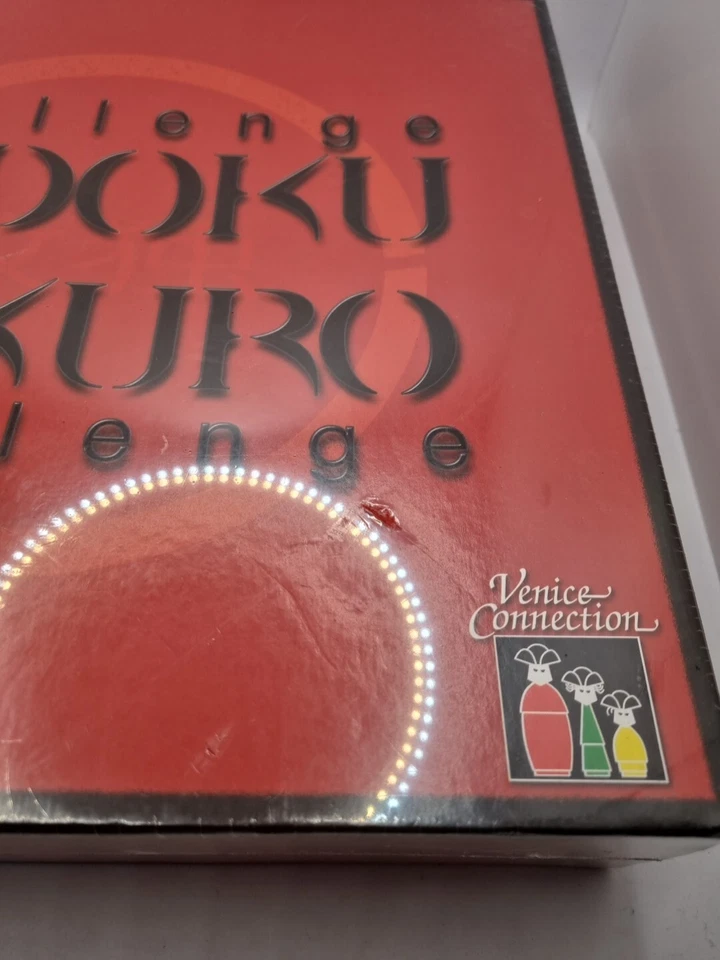 llenge
DOKU
KURO
lenge
Venice
Connection